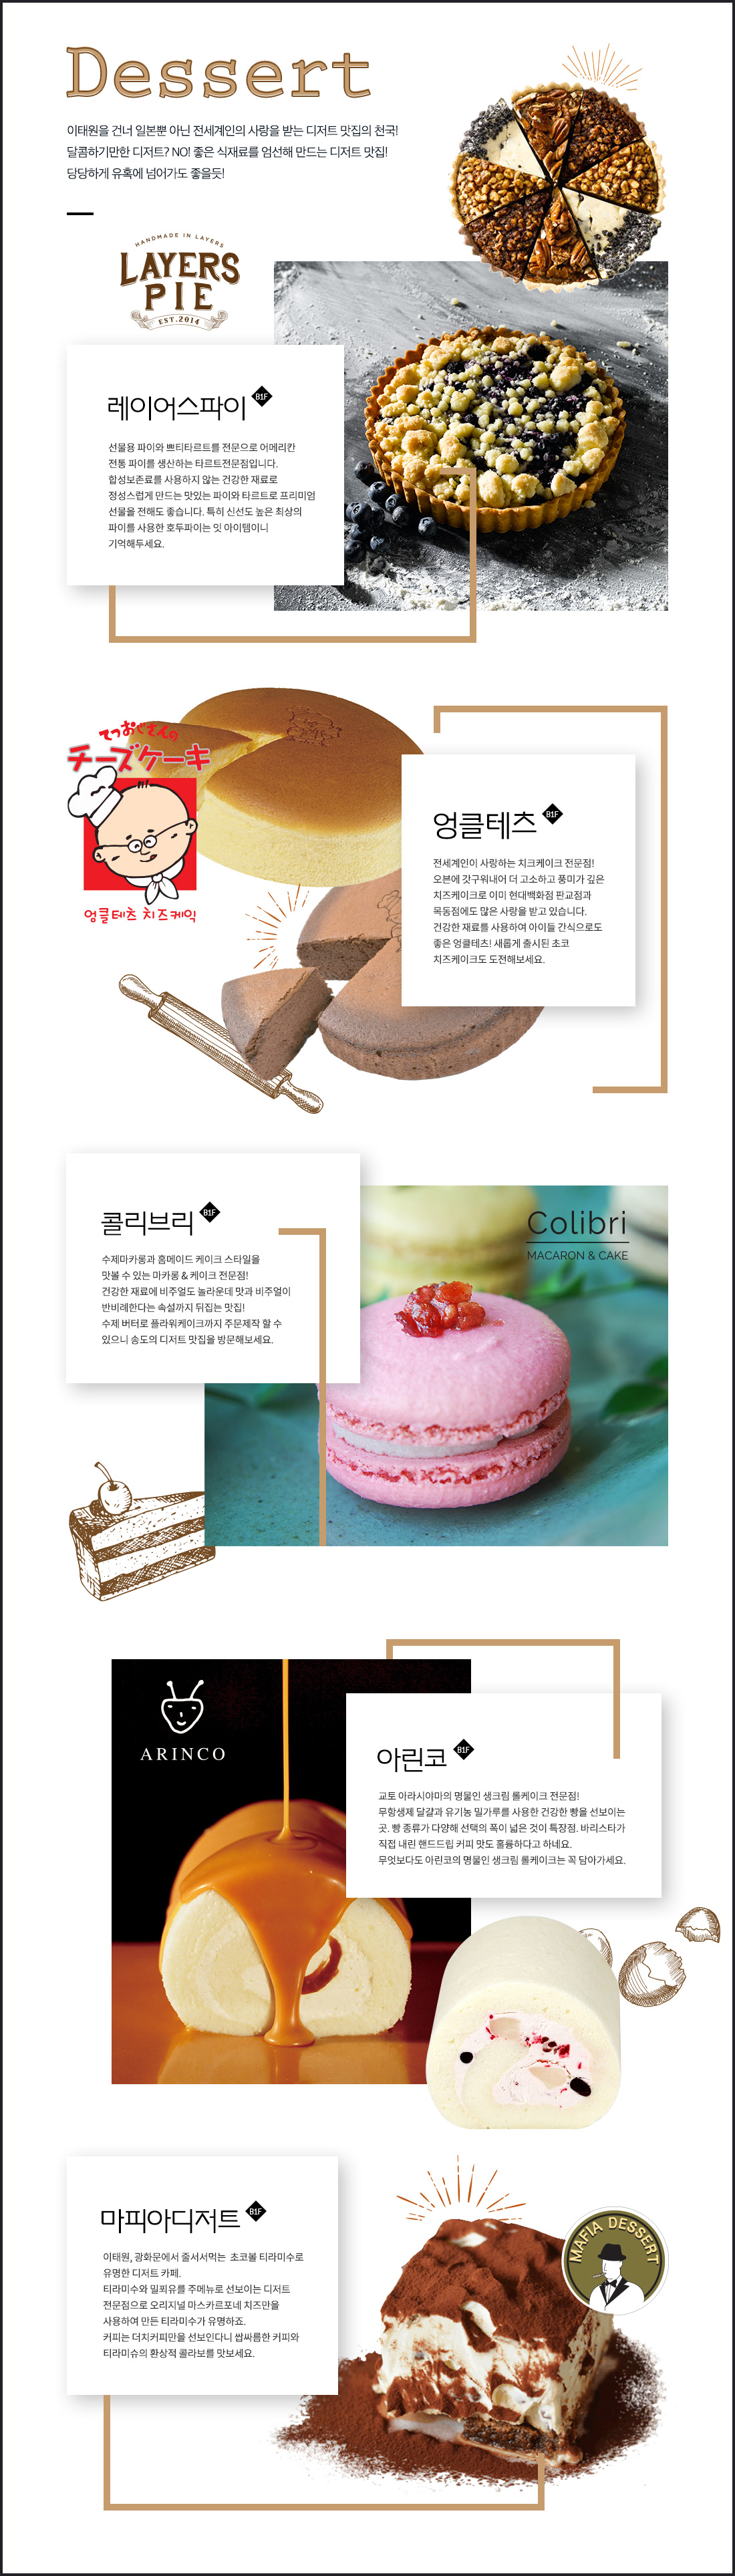 Dessert
이태원을 건너 일본뿐 아닌 전세계인의 사랑을 받는 디저트 맛집의 천국!
달콤하기만한 디저트? NO! 좋은 식재료를 엄선해 만드는 디저트 맛집!
당당하게 유혹에 넘어가도 좋을듯!
HANDMADE IN LAYERS
LAYERS
PIE
EST.2014
레이어스파이 B1F
선물용 파이와 쁘띠타르트를 전문으로 어메리칸
전통 파이를 생산하는 타르트전문점입니다.
합성보존료를 사용하지 않는 건강한 재료로
정성스럽게 만드는 맛있는 파이와 타르트로 프리미엄
선물을 전해도 좋습니다. 특히 신선도 높은 최상의
파이를 사용한 호두파이는 잇 아이템이니
기억해두세요.
てつおじさんの
チーズケーキ
엉클테츠 치즈케익
엉클테츠 B1F
전세계인이 사랑하는 치크케이크 전문점!
오븐에 갓구워내어 더 고소하고 풍미가 깊은
치즈케이크로 이미 현대백화점 판교점과
목동점에도 많은 사랑을 받고 있습니다.
건강한 재료를 사용하여 아이들 간식으로도
좋은 엉클테츠! 새롭게 출시된 초코
치즈케이크도 도전해보세요.
콜리브리 B1F
수제마카롱과 홈메이드 케이크 스타일을
맛볼 수 있는 마카롱 & 케이크 전문점!
건강한 재료에 비주얼도 놀라운데 맛과 비주얼이
반비례한다는 속설까지 뒤집는 맛집!
수제 버터로 플라워케이크까지 주문제작 할 수
있으니 송도의 디저트 맛집을 방문해보세요.
Colibri
MACARON & CAKE
ARINCO
아린코 B1F
교토 아라시야마의 명물인 생크림 롤케이크 전문점!
무항생제 달걀과 유기농 밀가루를 사용한 건강한 빵을 선보이는
곳. 빵 종류가 다양해 선택의 폭이 넓은 것이 특장점. 바리스타가
직접 내린 핸드드립 커피 맛도 훌륭하다고 하네요.
무엇보다도 아린코의 명물인 생크림 롤케이크는 꼭 담아가세요.
마피아디저트 B1F
이태원, 광화문에서 줄서서먹는 초코볼 티라미수로
유명한 디저트 카페.
티라미수와 밀푀유를 주메뉴로 선보이는 디저트
전문점으로 오리지널 마스카르포네 치즈만을
사용하여 만든 티라미수가 유명하죠.
커피는 더치커피만을 선보인다니 쌉싸름한 커피와
티라미슈의 환상적 콜라보를 맛보세요.
MAFIA DESSERT